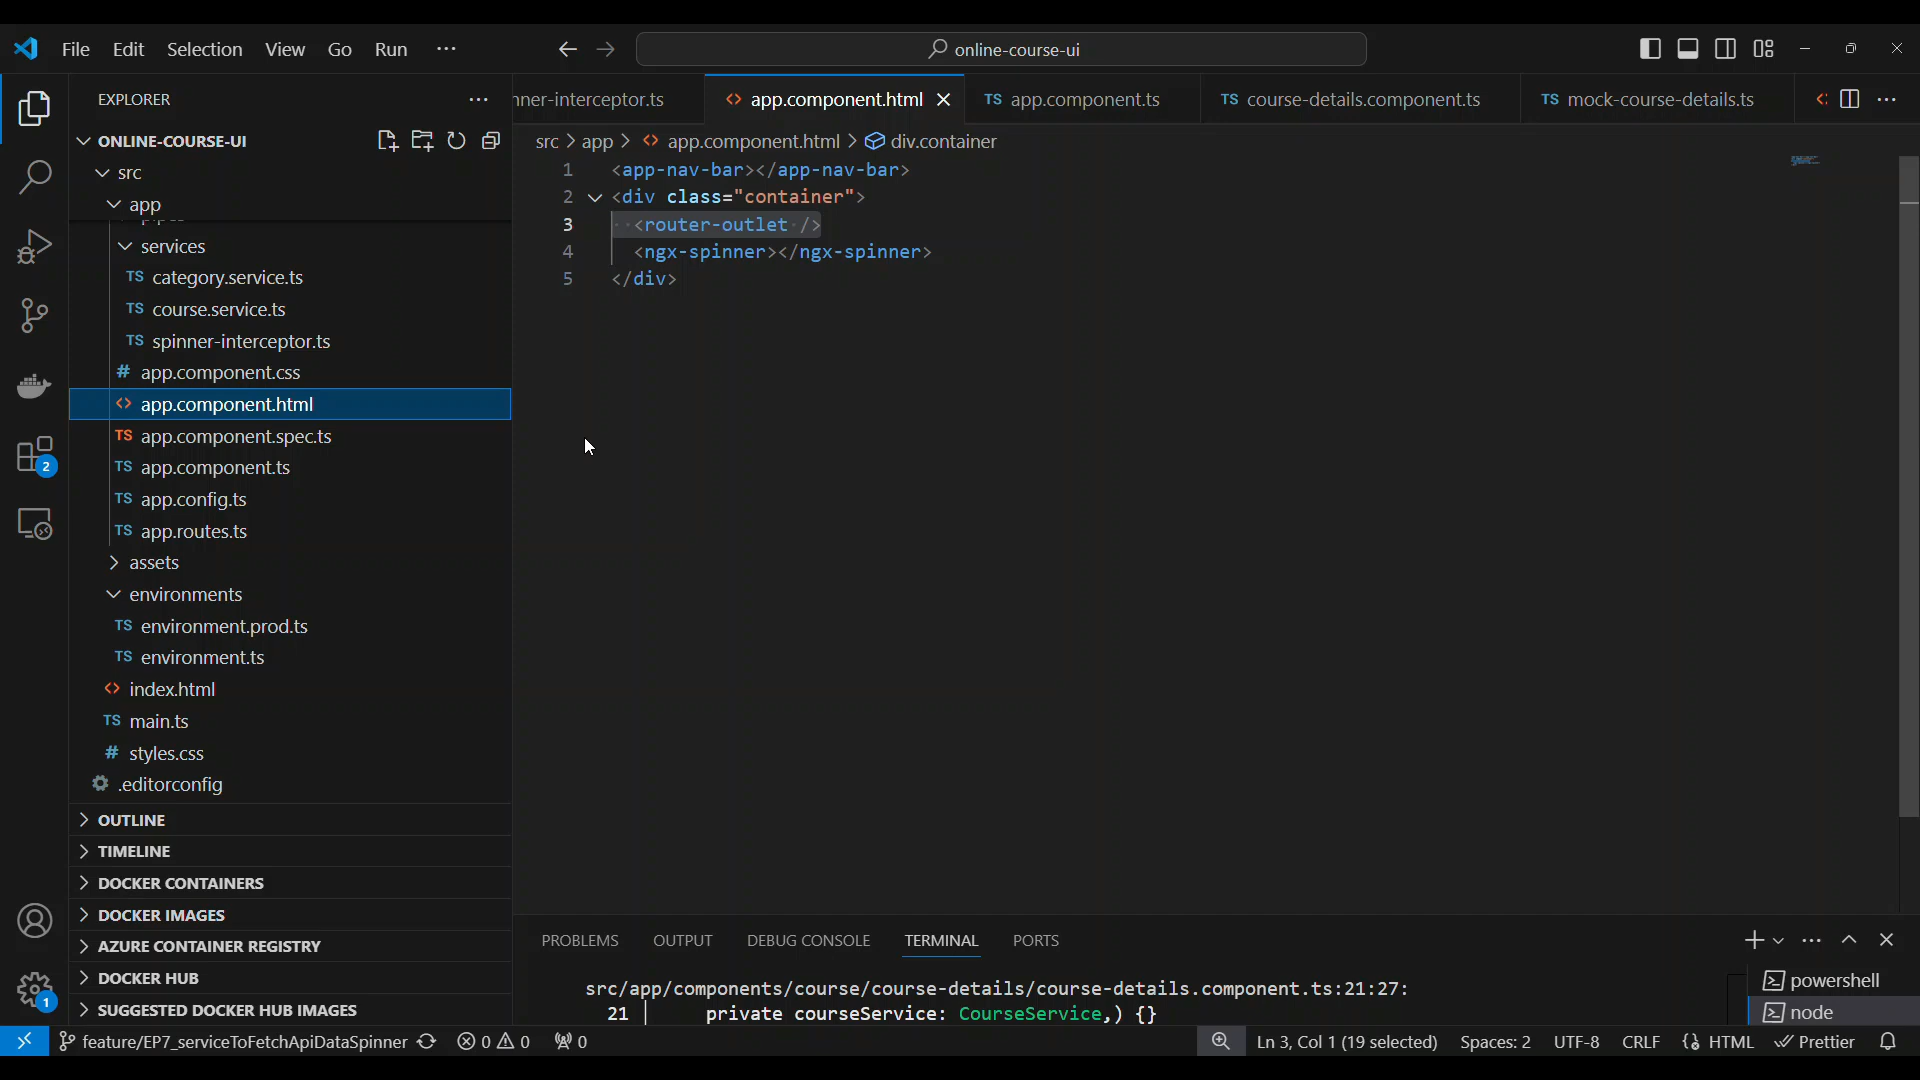 File Edit Selection View Go Run ···
online-course-ui
EXPLORER
ONLINE-COURSE-UI
src
app
services
TS category.service.ts
TS course.service.ts
TS spinner-interceptor.ts
# app.component.css
<> app.component.html
TS app.component.spec.ts
TS app.component.ts
TS app.config.ts
TS app.routes.ts
assets
environments
TS environment.prod.ts
TS environment.ts
<> index.html
TS main.ts
# styles.css
.editorconfig
OUTLINE
TIMELINE
DOCKER CONTAINERS
DOCKER IMAGES
AZURE CONTAINER REGISTRY
DOCKER HUB
SUGGESTED DOCKER HUB IMAGES
2
1
nner-interceptor.ts <> app.component.html TS app.component.ts TS course-details.component.ts TS mock-course-details.ts
src > app > <> app.component.html > div.container
1 <app-nav-bar></app-nav-bar>
2 <div class="container">
3 <router-outlet />
4 <ngx-spinner></ngx-spinner>
5 </div>
PROBLEMS OUTPUT DEBUG CONSOLE TERMINAL PORTS
src/app/components/course/course-details/course-details.component.ts:21:27:
21 │ private courseService: CourseService,) {}
powershell
node
feature/EP7_serviceToFetchApiDataSpinner 0 0 0 Ln 3, Col 1 (19 selected) Spaces: 2 UTF-8 CRLF HTML Prettier